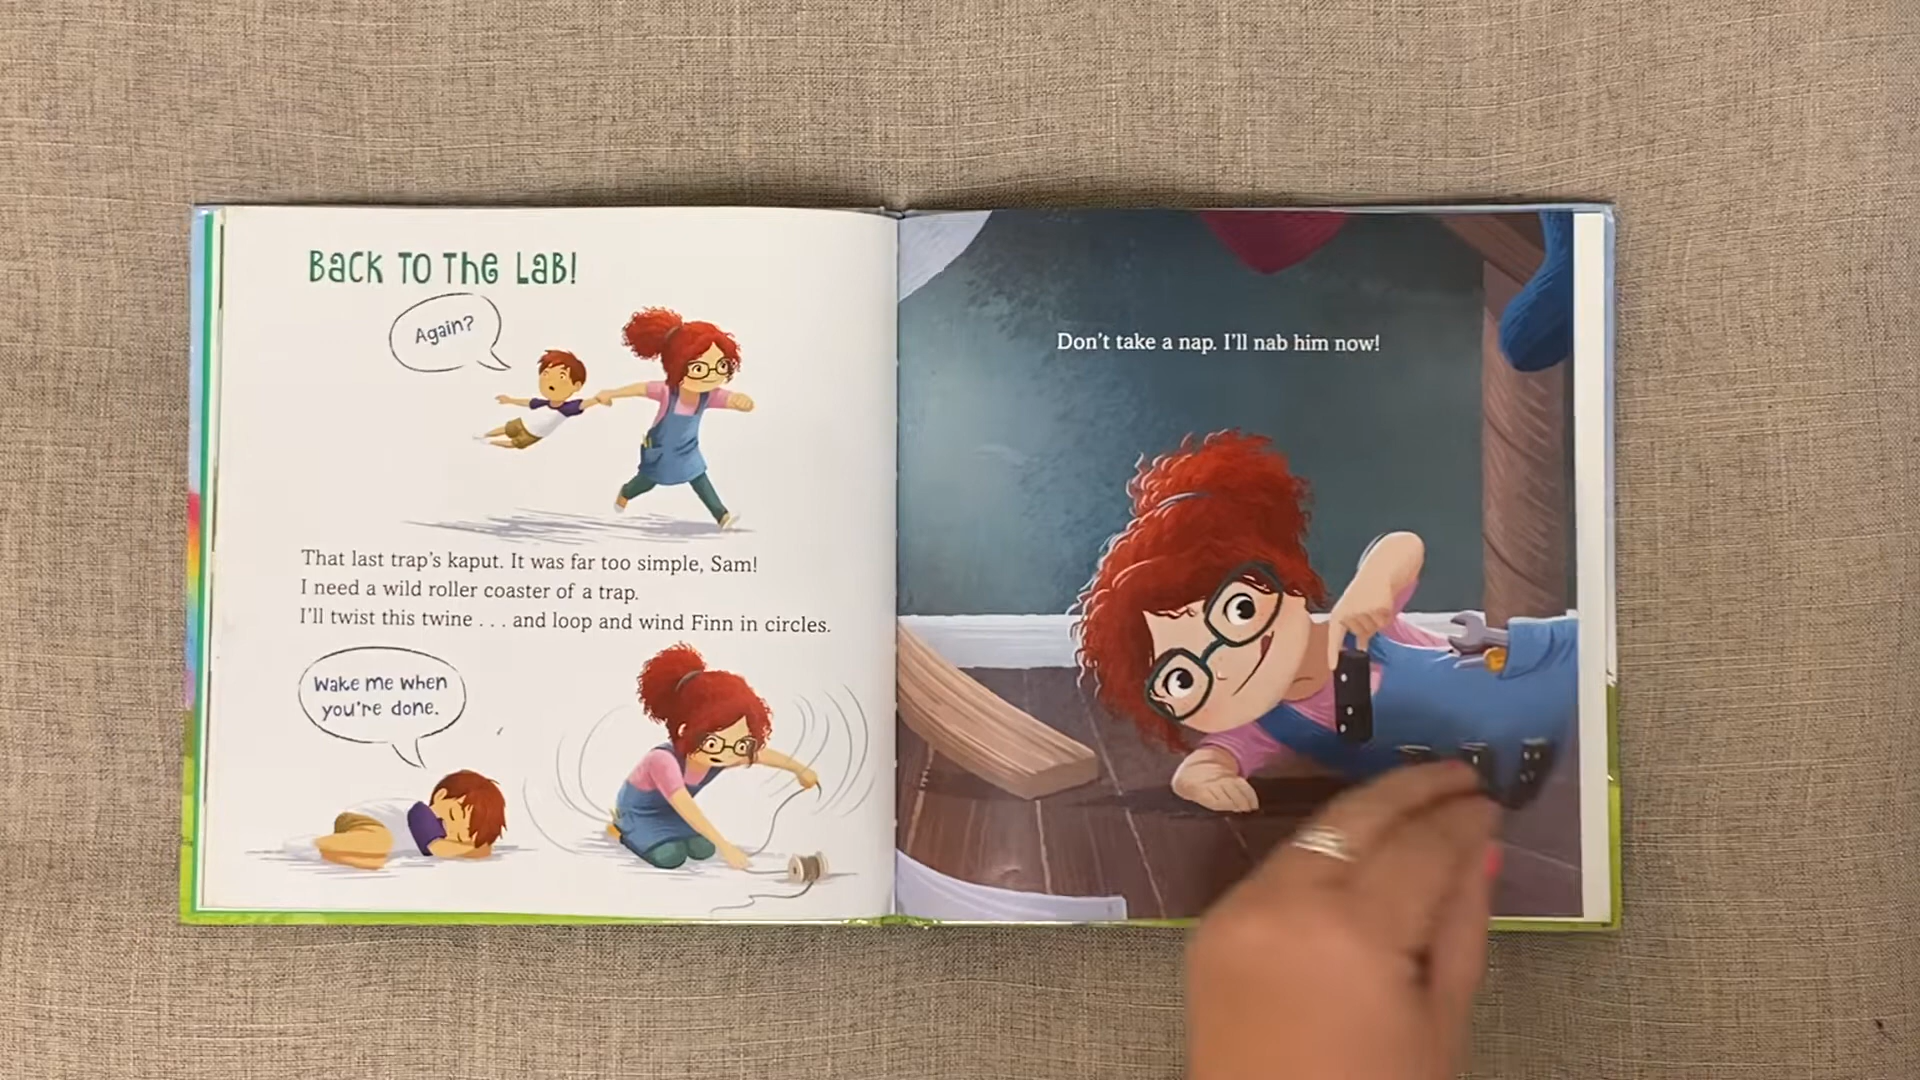 Back to the Lab!
Again?
That last trap's kaput. It was far too simple, Sam!
I need a wild roller coaster of a trap.
I'll twist this twine . . . and loop and wind Finn in circles.
Wake me when
you're done.
Don't take a nap. I'll nab him now!